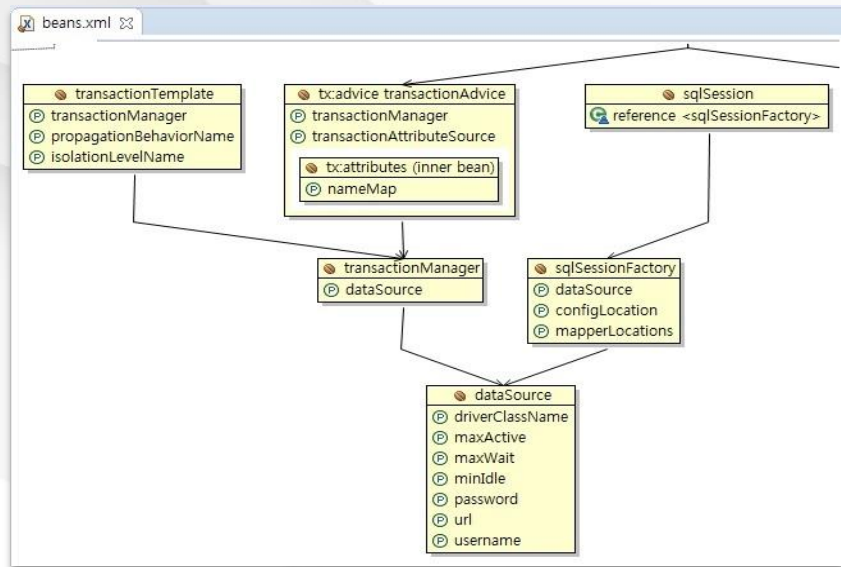 beans.xml
transactionTemplate
transactionManager
propagationBehaviorName
isolationLevelName
tx:advice transactionAdvice
transactionManager
transactionAttributeSource
tx:attributes (inner bean)
nameMap
sqlSession
reference <sqlSessionFactory>
transactionManager
dataSource
sqlSessionFactory
dataSource
configLocation
mapperLocations
dataSource
driverClassName
maxActive
maxWait
minIdle
password
url
username